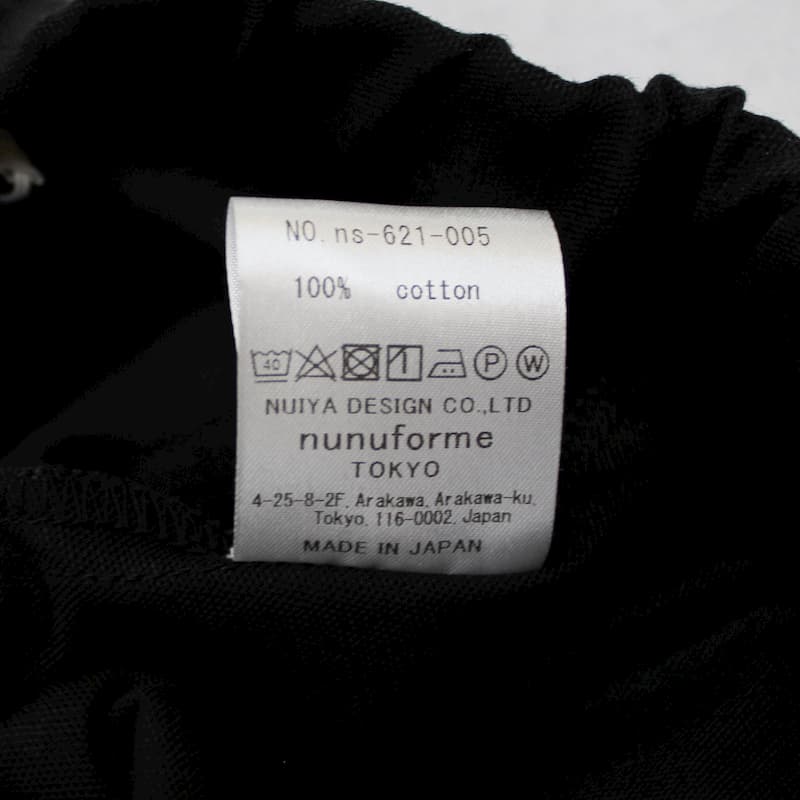 NO. ns-621-005
100% cotton
40 P W
NUIYA DESIGN CO.,LTD
nunuforme
TOKYO
4-25-8-2F, Arakawa, Arakawa-ku,
Tokyo, 116-0002, Japan
MADE IN JAPAN